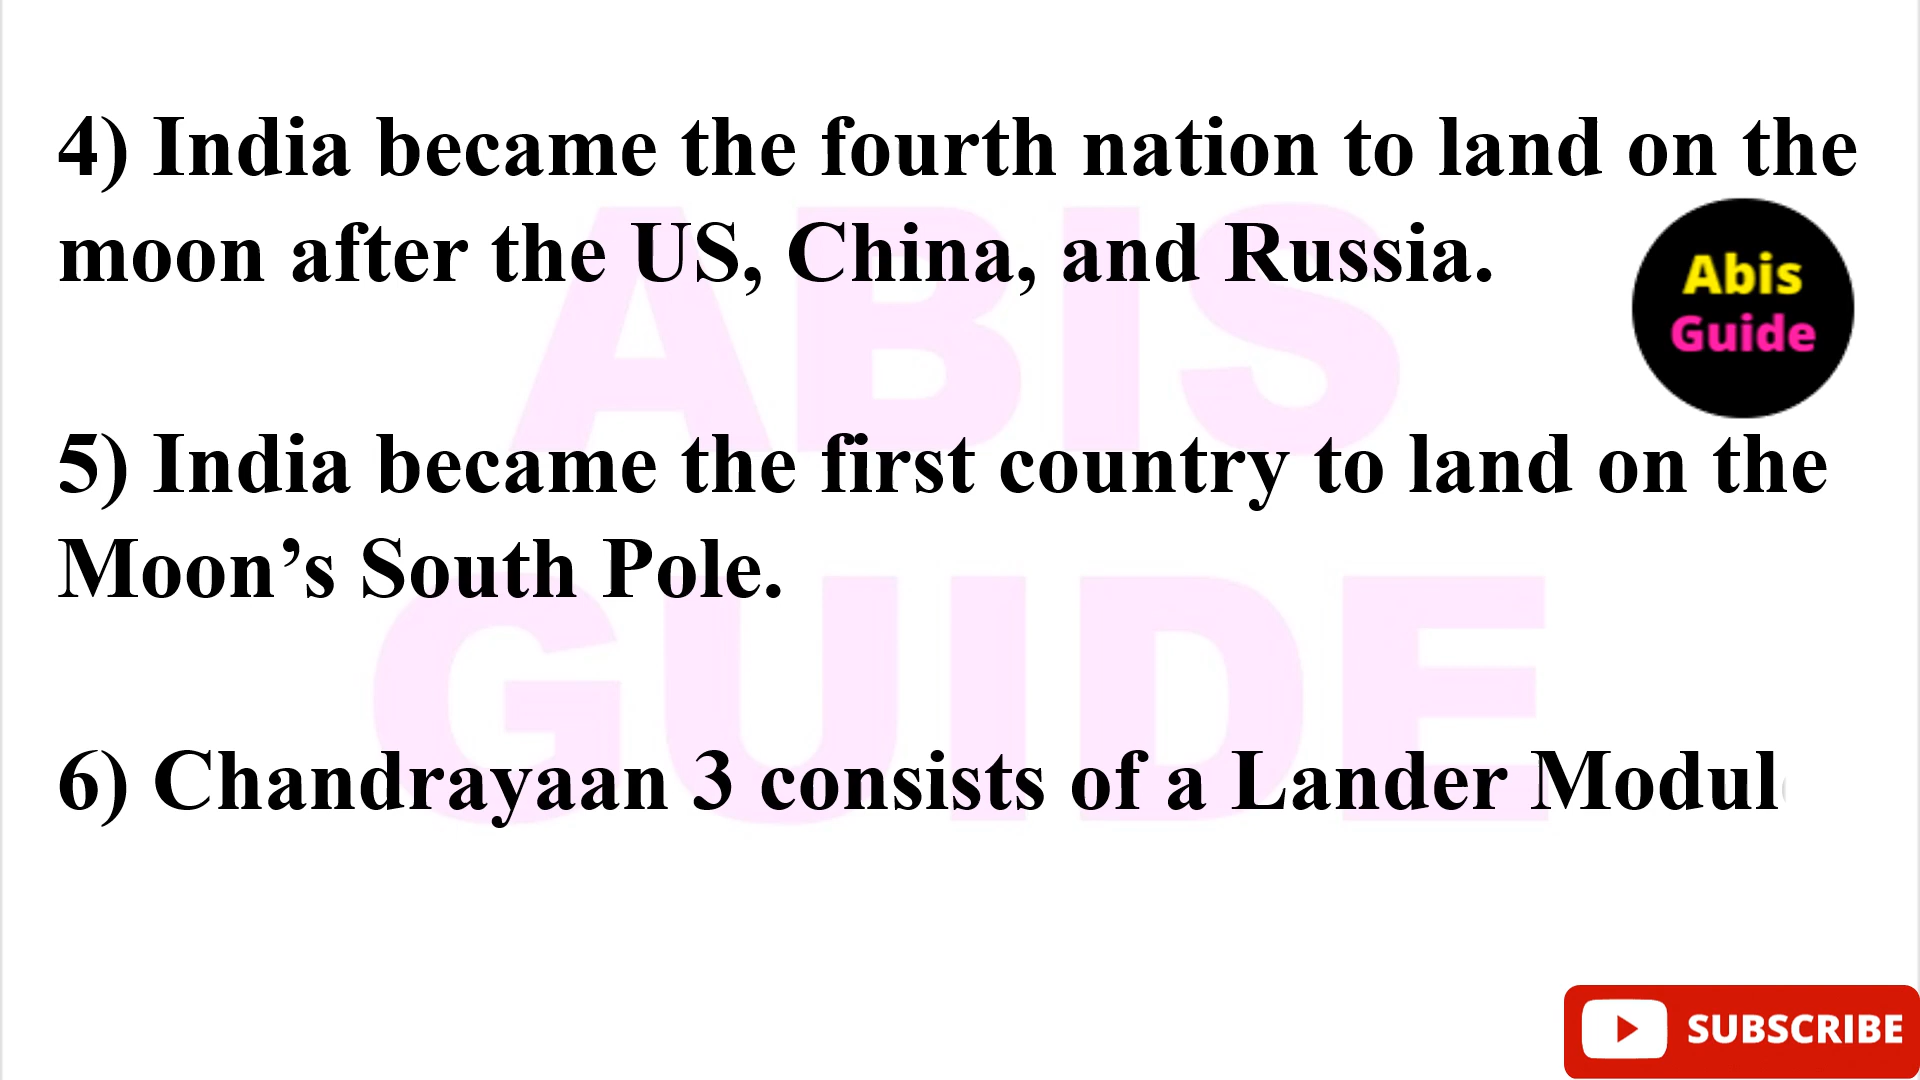 4) India became the fourth nation to land on the
moon after the US, China, and Russia.
Abis
Guide
5) India became the first country to land on the
Moon’s South Pole.
6) Chandrayaan 3 consists of a Lander Modul
ABIS
GUIDE
SUBSCRIBE